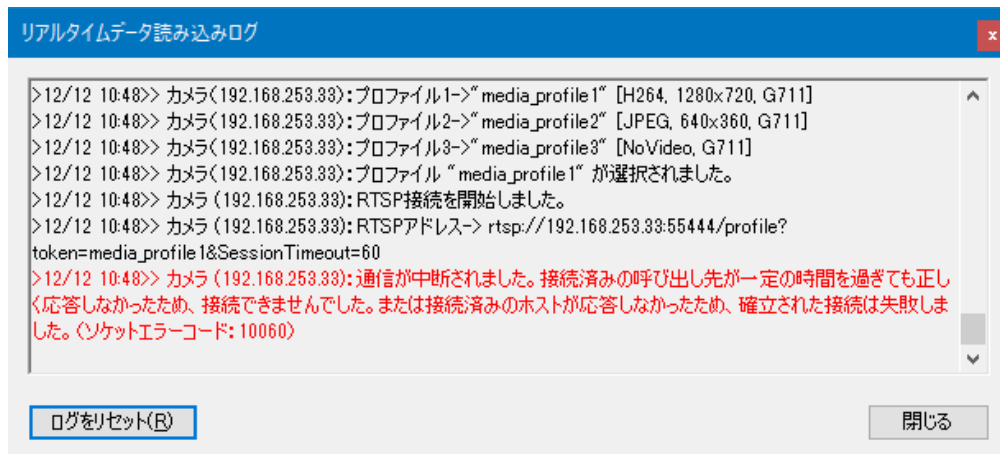 リアルタイムデータ読み込みログ
x
>12/12 10:48>> カメラ(192.168.253.33):プロファイル1->"media_profile1" [H264, 1280x720, G711]
>12/12 10:48>> カメラ(192.168.253.33):プロファイル2->"media_profile2" [JPEG, 640x360, G711]
>12/12 10:48>> カメラ(192.168.253.33):プロファイル3->"media_profile3" [NoVideo, G711]
>12/12 10:48>> カメラ(192.168.253.33):プロファイル "media_profile1" が選択されました。
>12/12 10:48>> カメラ (192.168.253.33): RTSP接続を開始しました。
>12/12 10:48>> カメラ (192.168.253.33): RTSPアドレス-> rtsp://192.168.253.33:55444/profile?
token=media_profile1&SessionTimeout=60
>12/12 10:48>> カメラ (192.168.253.33): 通信が中断されました。接続済みの呼び出し先が一定の時間を過ぎても正し
く応答しなかったため、接続できませんでした。または接続済みのホストが応答しなかったため、確立された接続は失敗しま
した。(ソケットエラーコード: 10060)
ログをリセット(R)
閉じる